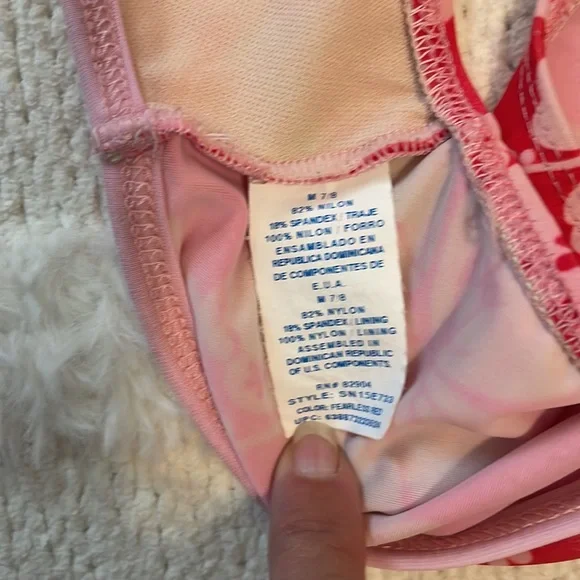 M 7/8
82% NILON
18% SPANDEX / TRAJE
100% NILON / FORRO
ENSAMBLADO EN
REPUBLICA DOMINICANA
DE COMPONENTES DE
E.U.A.
M 7/8
82% NYLON
18% SPANDEX / LINING
100% NYLON / LINING
ASSEMBLED IN
DOMINICAN REPUBLIC
OF U.S. COMPONENTS.
RN# 82904
STYLE: SN15E733
COLOR: FEARLESS RED
UPC: